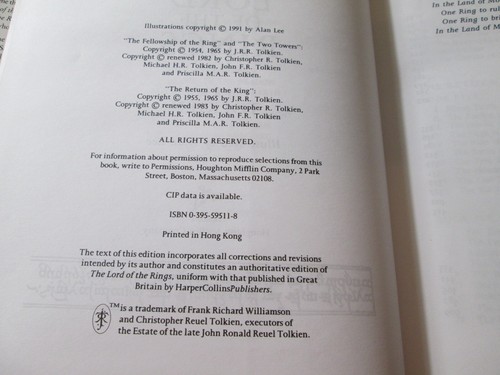 Illustrations copyright © 1991 by Alan Lee
"The Fellowship of the Ring" and "The Two Towers":
Copyright © 1954, 1965 by J.R.R. Tolkien.
Copyright © renewed 1982 by Christopher R. Tolkien,
Michael H.R. Tolkien, John F.R. Tolkien
and Priscilla M.A.R. Tolkien.
"The Return of the King":
Copyright © 1955, 1965 by J.R.R. Tolkien.
Copyright © renewed 1983 by Christopher R. Tolkien,
Michael H.R. Tolkien, John F.R. Tolkien
and Priscilla M.A.R. Tolkien.
ALL RIGHTS RESERVED.
For information about permission to reproduce selections from this
book, write to Permissions, Houghton Mifflin Company, 2 Park
Street, Boston, Massachusetts 02108.
CIP data is available.
ISBN 0-395-59511-8
Printed in Hong Kong
The text of this edition incorporates all corrections and revisions
intended by its author and constitutes an authoritative edition of
The Lord of the Rings, uniform with that published in Great
Britain by HarperCollinsPublishers.
™ is a trademark of Frank Richard Williamson
and Christopher Reuel Tolkien, executors of
the Estate of the late John Ronald Reuel Tolkien.
In the Land of
One Ring to
One Ring to
In the Land of